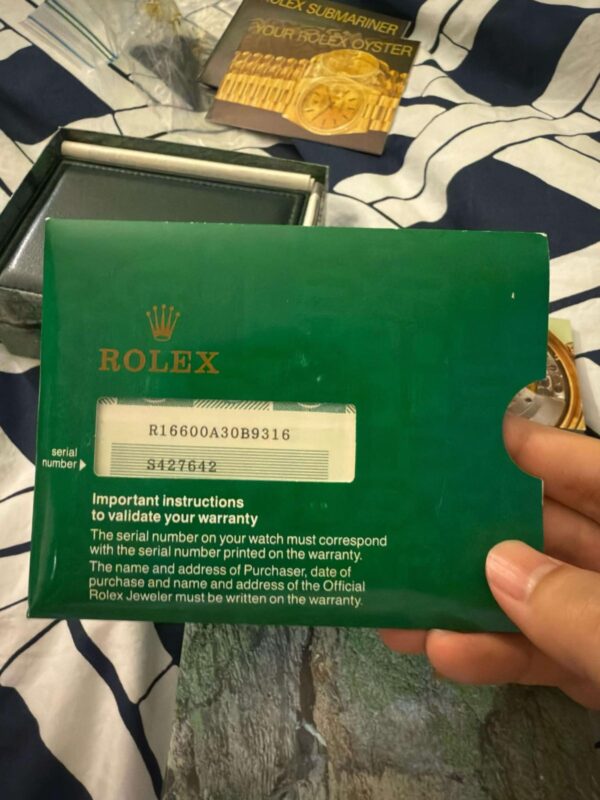 ROLEX SUBMARINER
YOUR ROLEX OYSTER
ROLEX
R16600A30B9316
serial
number
S427642
Important instructions
to validate your warranty
The serial number on your watch must correspond
with the serial number printed on the warranty.
The name and address of Purchaser, date of
purchase and name and address of the Official
Rolex Jeweler must be written on the warranty.